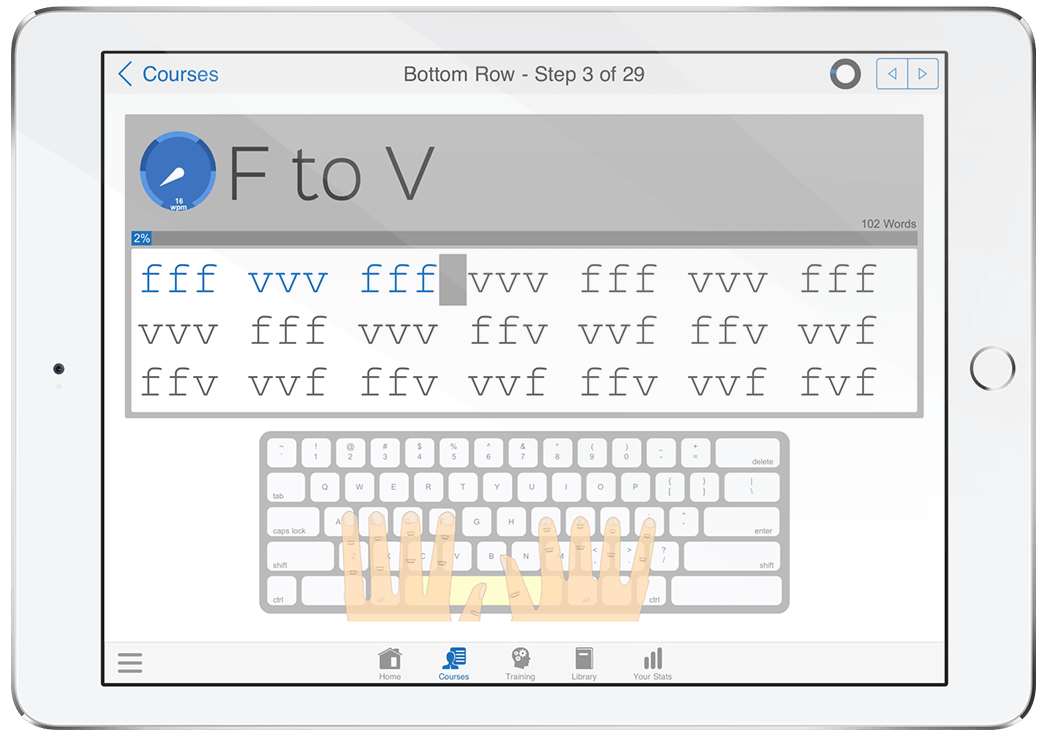 Courses
Bottom Row - Step 3 of 29
F to V
16
wpm
102 Words
2%
fff vvv fff vvv fff vvv fff
vvv fff vvv ffv vvf ffv vvf
ffv vvf ffv vvf ffv vvf fvf
~ ! @ # $ % ^ & * ( ) _ +
` 1 2 3 4 5 6 7 8 9 0 - = delete
tab Q W E R T Y U I O P { [ } ] | \
caps lock A G H enter
shift C V B N M < > ? / shift
ctrl alt alt ctrl
Home Courses Training Library Your Stats